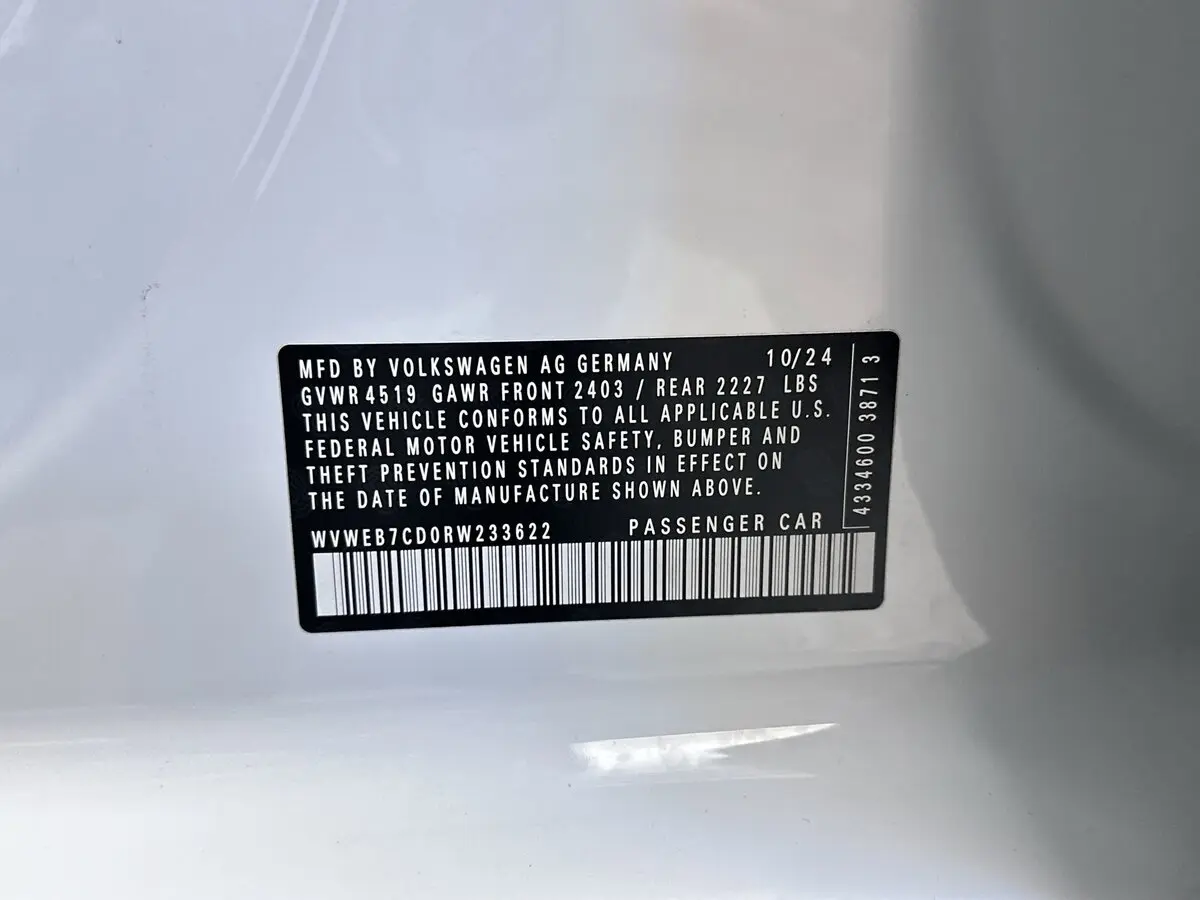 MFD BY VOLKSWAGEN AG GERMANY 10/24
GVWR 4519 GAWR FRONT 2403 / REAR 2227 LBS
THIS VEHICLE CONFORMS TO ALL APPLICABLE U.S.
FEDERAL MOTOR VEHICLE SAFETY, BUMPER AND
THEFT PREVENTION STANDARDS IN EFFECT ON
THE DATE OF MANUFACTURE SHOWN ABOVE.
WVWEB7CD0RW233622 PASSENGER CAR
4334600 3871 3